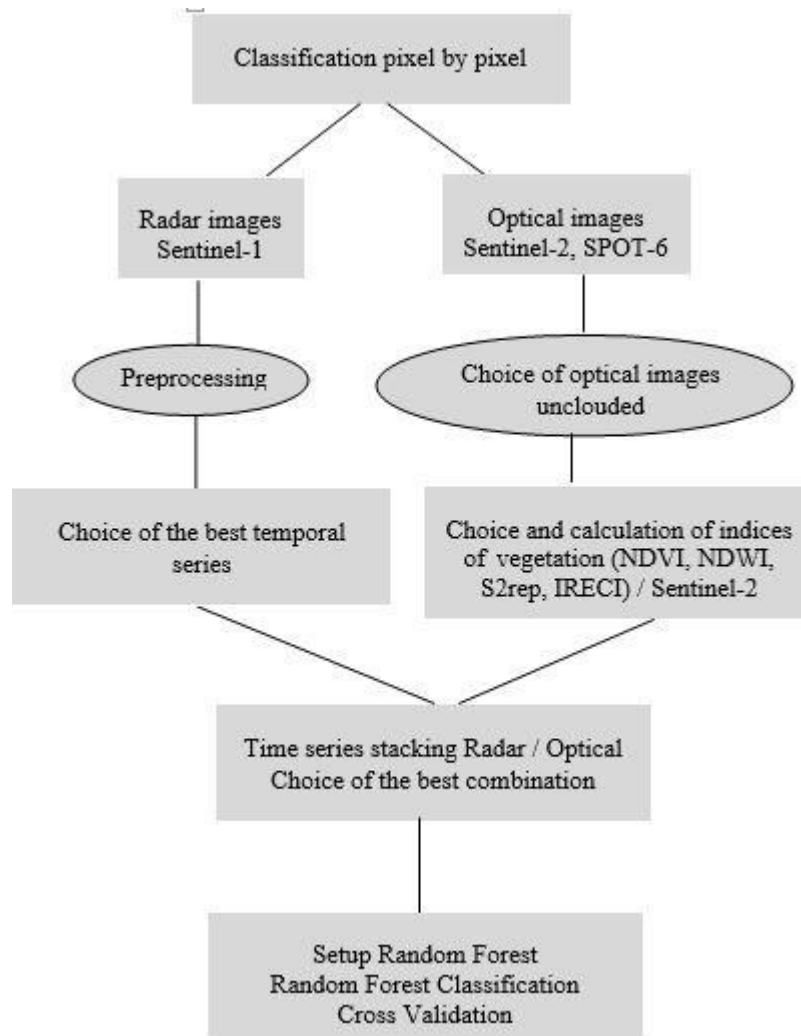 Classification pixel by pixel
Radar images
Sentinel-1
Optical images
Sentinel-2, SPOT-6
Preprocessing
Choice of optical images
unclouded
Choice of the best temporal
series
Choice and calculation of indices
of vegetation (NDVI, NDWI,
S2rep, IRECI) / Sentinel-2
Time series stacking Radar / Optical
Choice of the best combination
Setup Random Forest
Random Forest Classification
Cross Validation